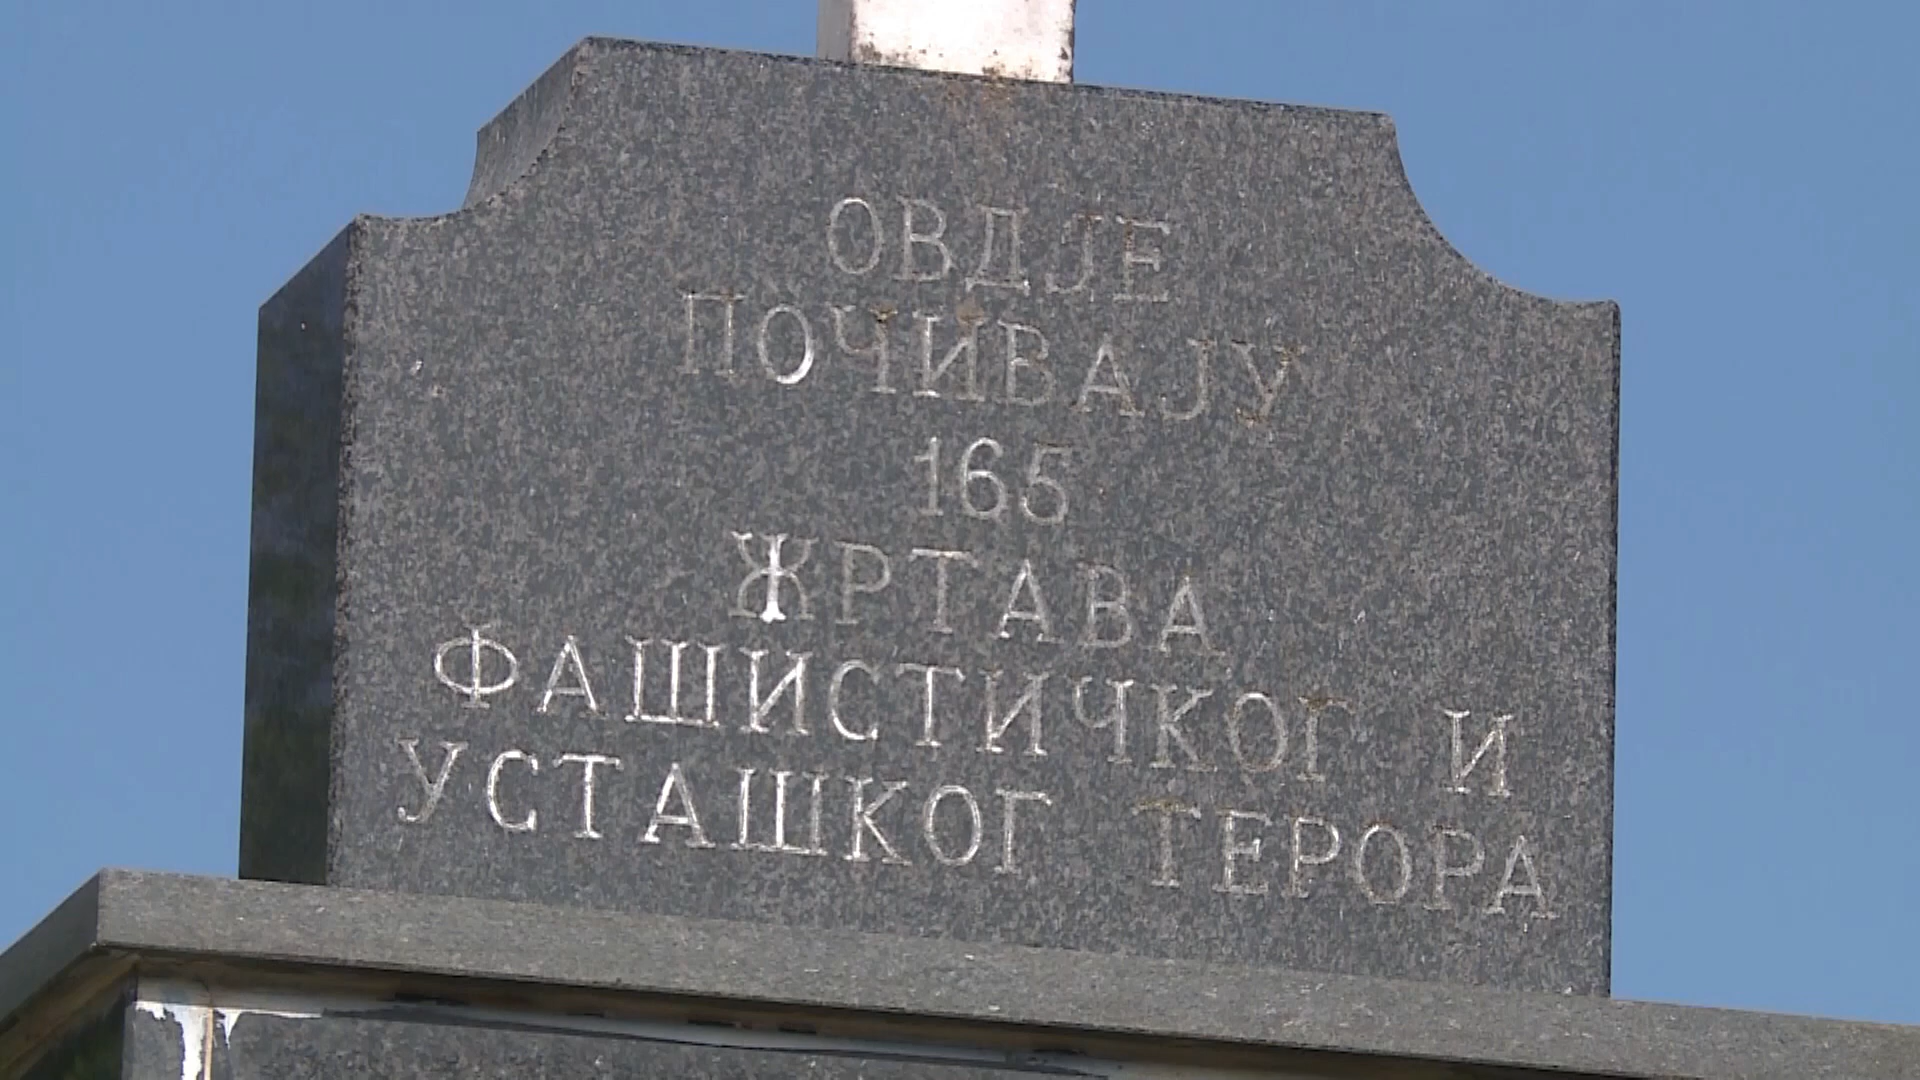 ОВДЈЕ
ПОЧИВАЈУ
165
ЖРТАВА
ФАШИСТИЧКОГ И
УСТАШКОГ ТЕРОРА